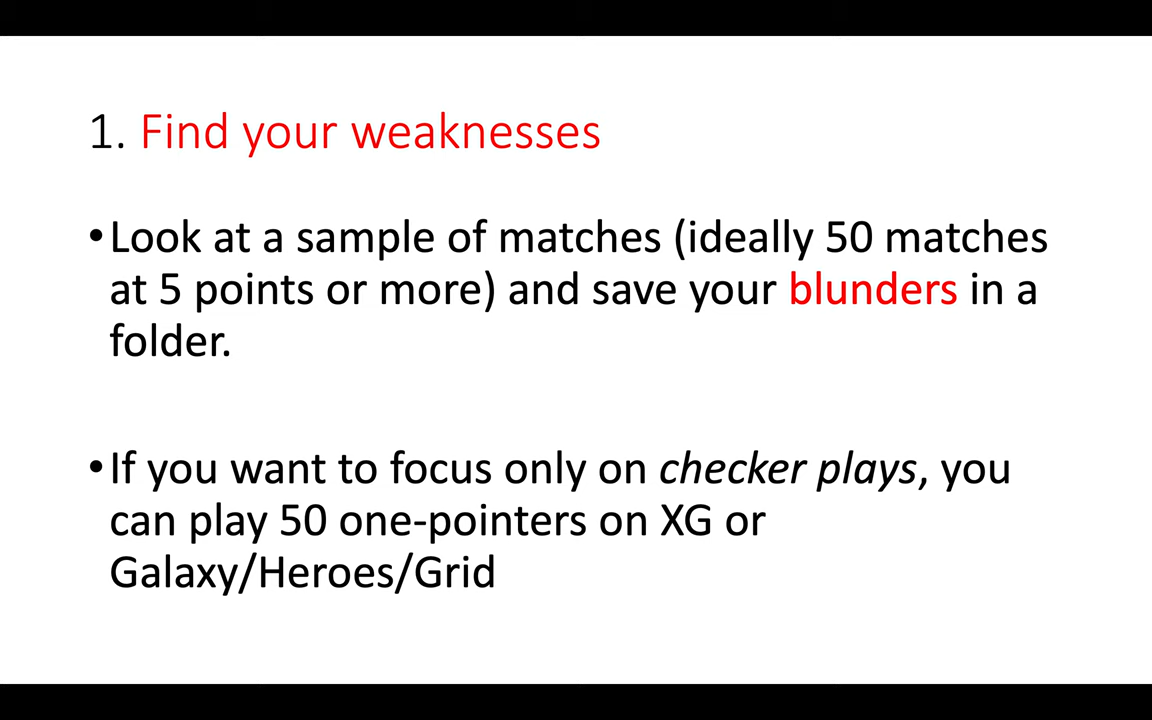 1. Find your weaknesses
•Look at a sample of matches (ideally 50 matches
at 5 points or more) and save your blunders in a
folder.
•If you want to focus only on checker plays, you
can play 50 one-pointers on XG or
Galaxy/Heroes/Grid